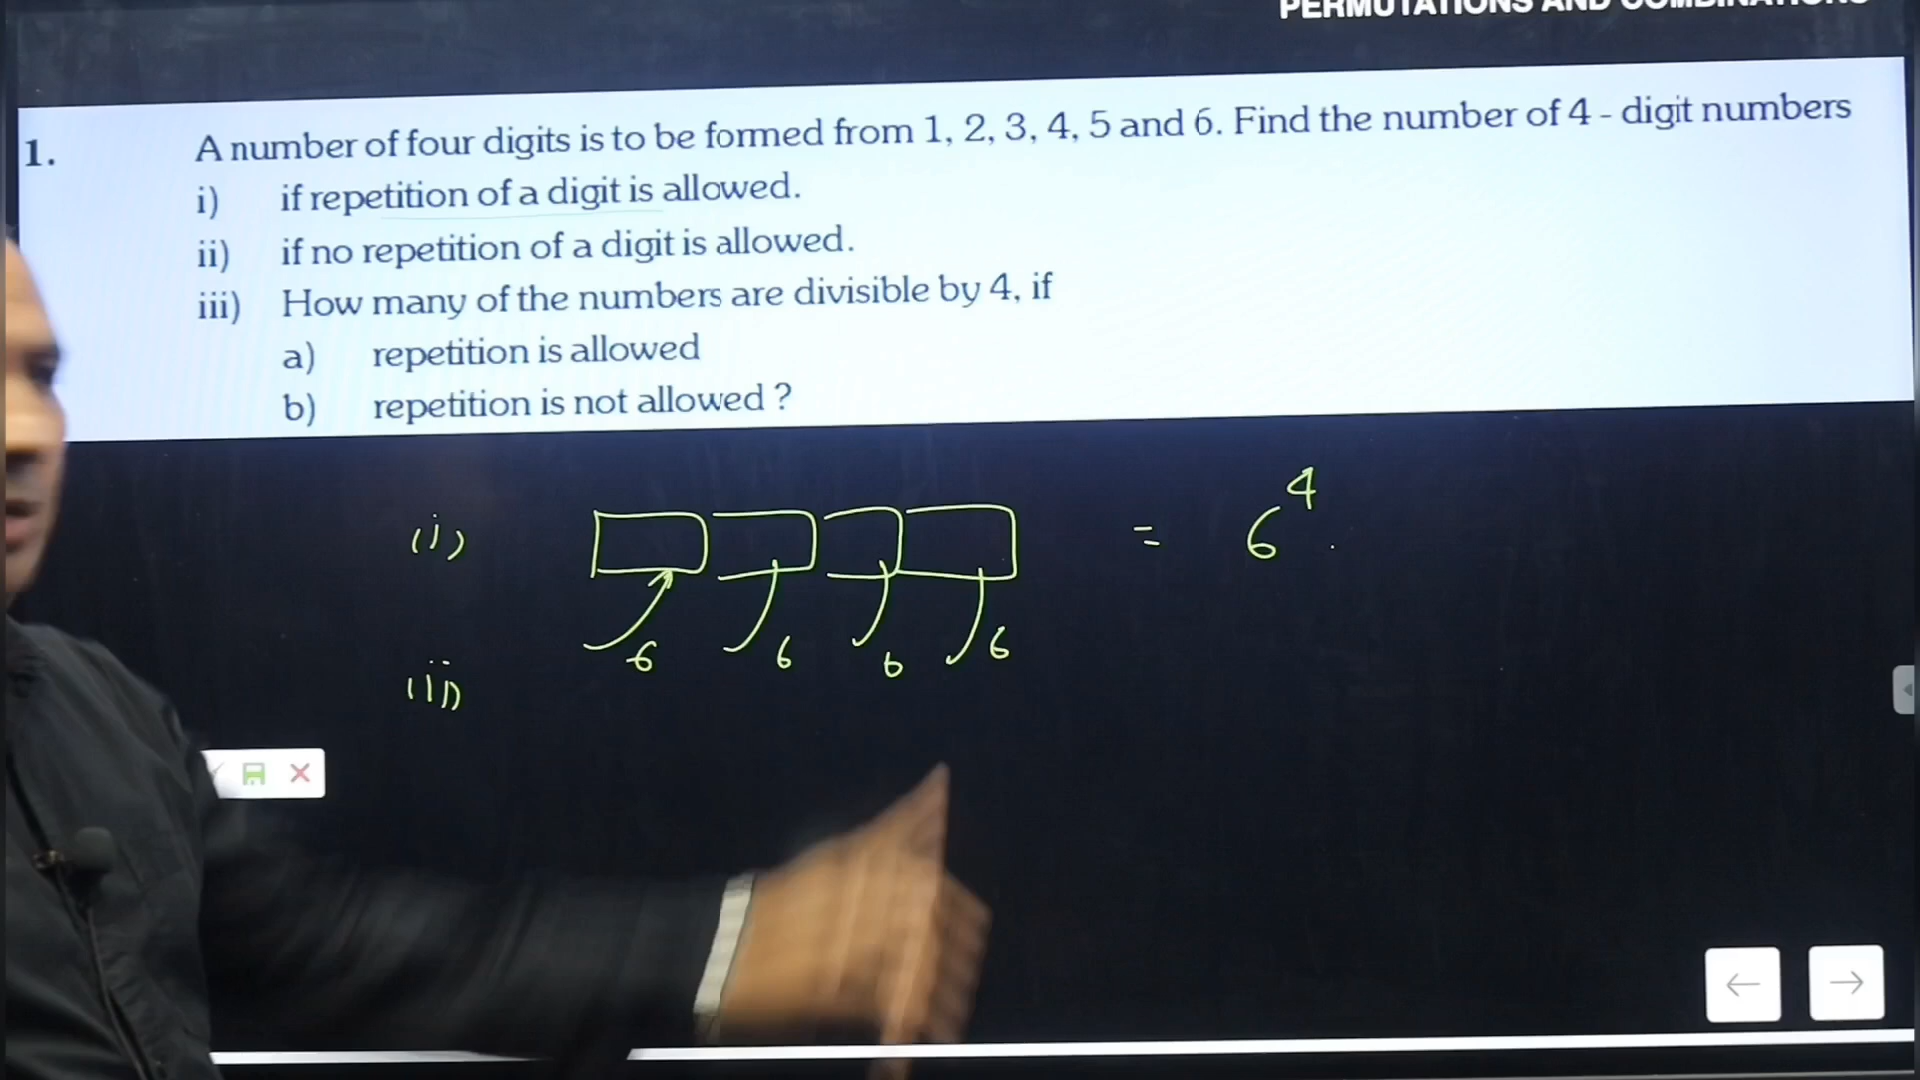 PERMUTATIONS AND COMBINATIONS
1. A number of four digits is to be formed from 1, 2, 3, 4, 5 and 6. Find the number of 4 - digit numbers
i) if repetition of a digit is allowed.
ii) if no repetition of a digit is allowed.
iii) How many of the numbers are divisible by 4, if
a) repetition is allowed
b) repetition is not allowed ?
(i) = 6^4
6 6 6 6
(ii)